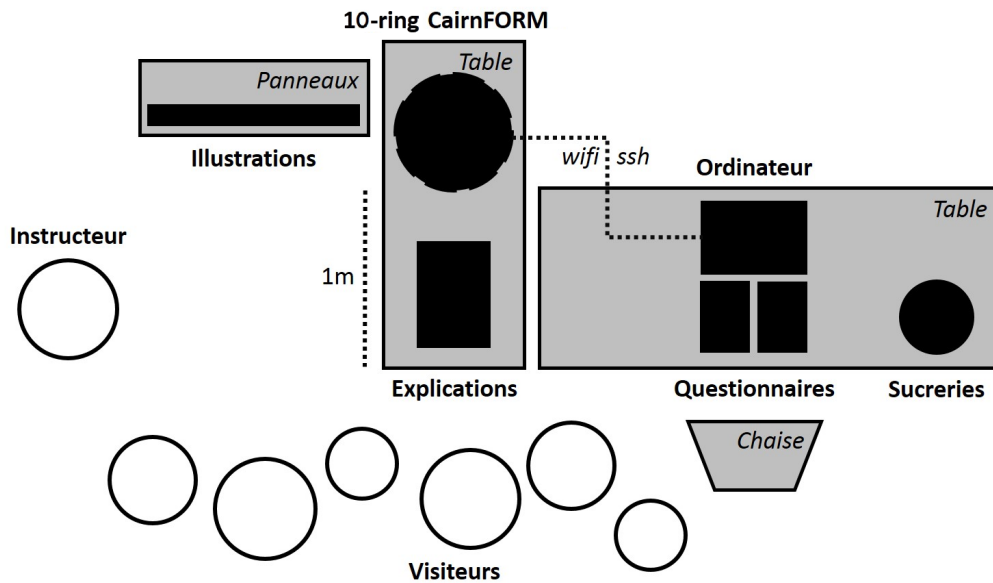 10-ring CairnFORM
Table
Panneaux
Illustrations
wifi ssh
Ordinateur
Table
Instructeur
1m
Explications
Questionnaires
Sucreries
Chaise
Visiteurs